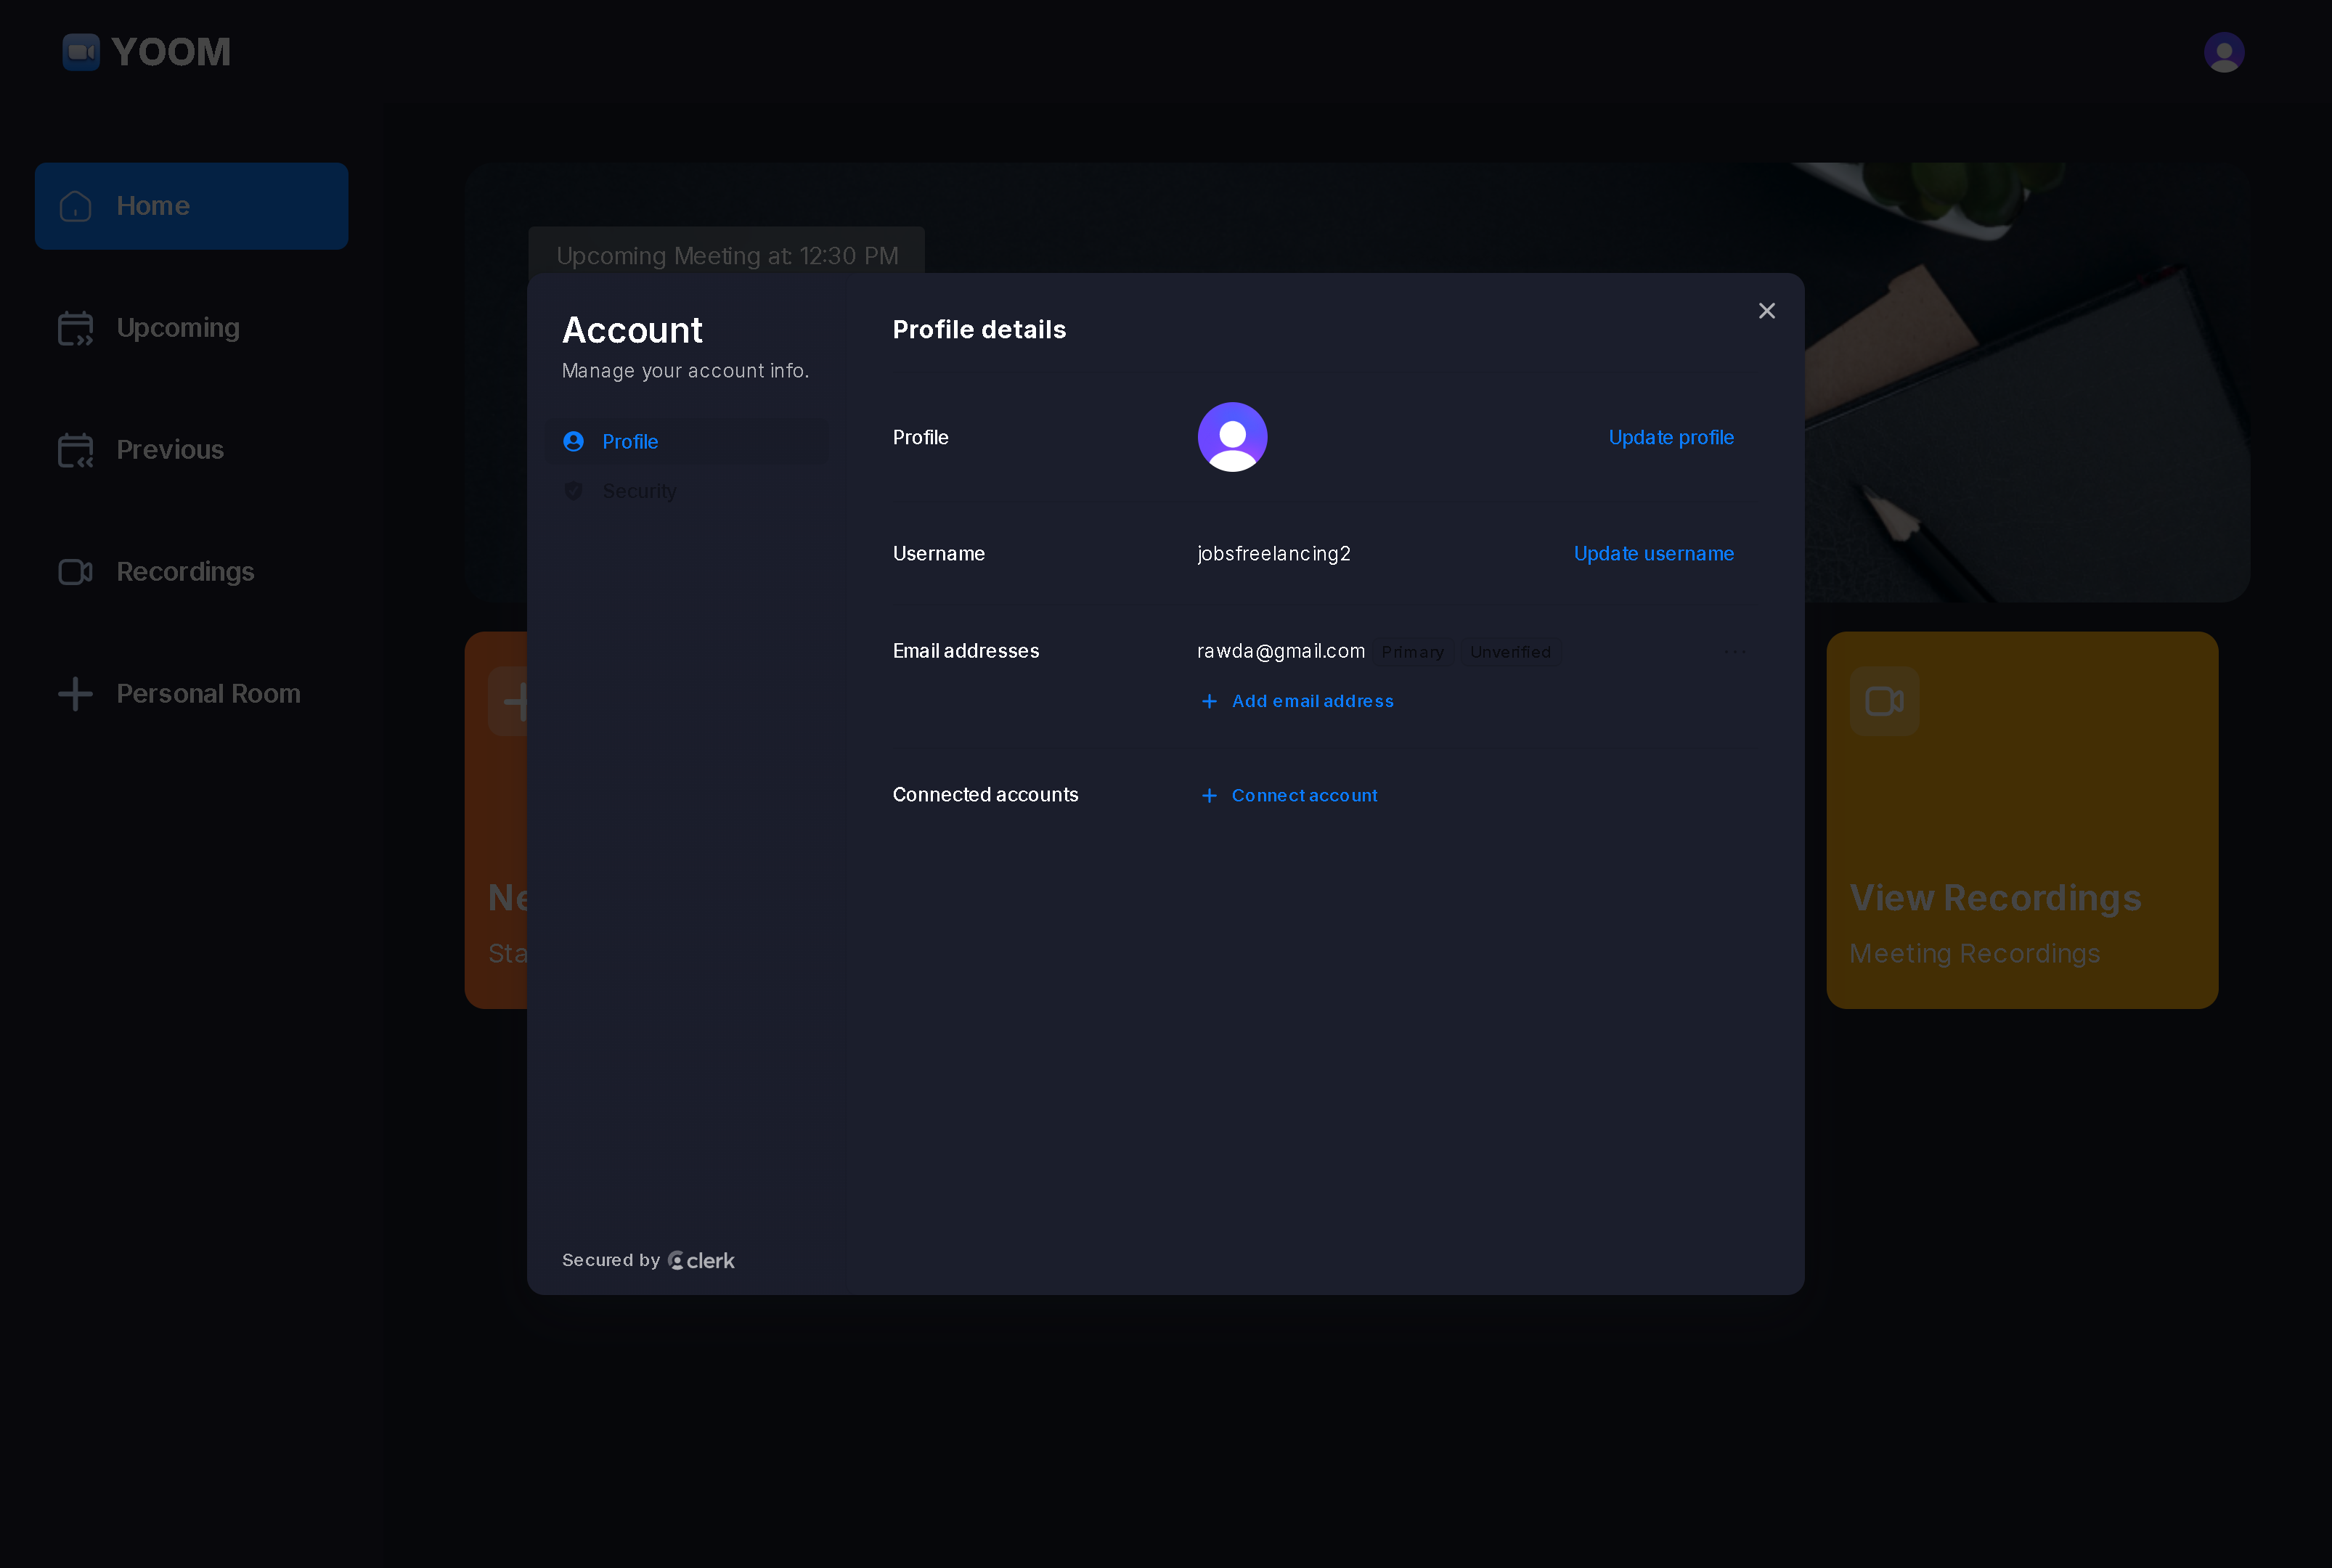 YOOM
Home
Upcoming
Previous
Recordings
Personal Room
Upcoming Meeting at: 12:30 PM
Account
Manage your account info.
Profile
Security
Secured by clerk
Profile details
Profile
Update profile
Username
jobsfreelancing2
Update username
Email addresses
rawda@gmail.com Primary Unverified
Add email address
Connected accounts
Connect account
View Recordings
Meeting Recordings